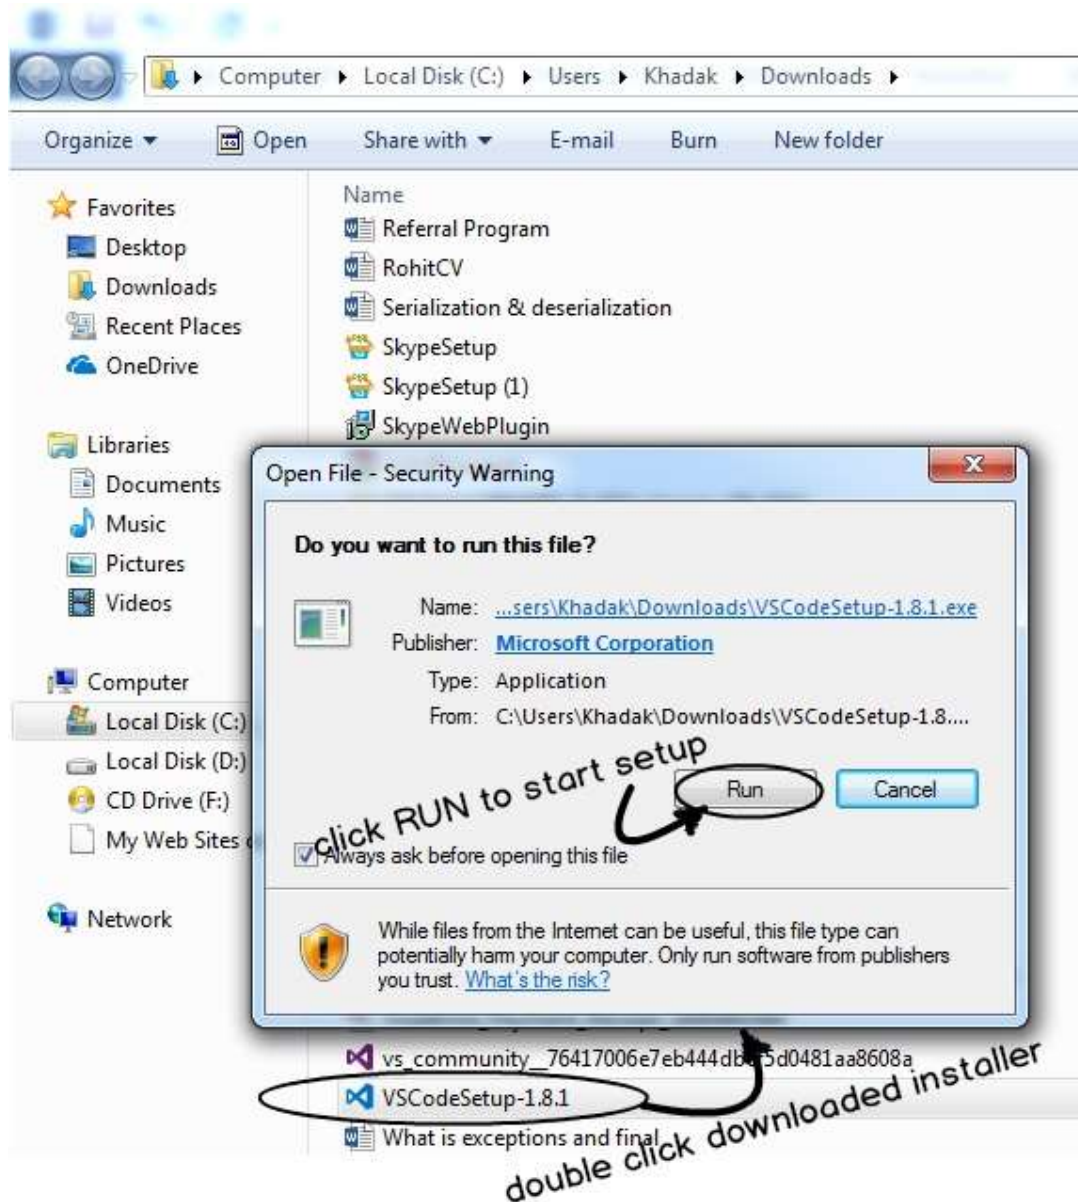 Computer ▸ Local Disk (C:) ▸ Users ▸ Khadak ▸ Downloads ▸
Organize ▾ Open Share with ▾ E-mail Burn New folder
Favorites
Desktop
Downloads
Recent Places
OneDrive
Libraries
Documents
Music
Pictures
Videos
Computer
Local Disk (C:)
Local Disk (D:)
CD Drive (F:)
My Web Sites
Network
Name
Referral Program
RohitCV
Serialization & deserialization
SkypeSetup
SkypeSetup (1)
SkypeWebPlugin
Open File - Security Warning
Do you want to run this file?
Name: ...sers\Khadak\Downloads\VSCodeSetup-1.8.1.exe
Publisher: Microsoft Corporation
Type: Application
From: C:\Users\Khadak\Downloads\VSCodeSetup-1.8....
click RUN to start setup
Run Cancel
Always ask before opening this file
While files from the Internet can be useful, this file type can
potentially harm your computer. Only run software from publishers
you trust. What's the risk?
VSCodeSetup-1.8.1
What is exceptions and final
double click downloaded installer